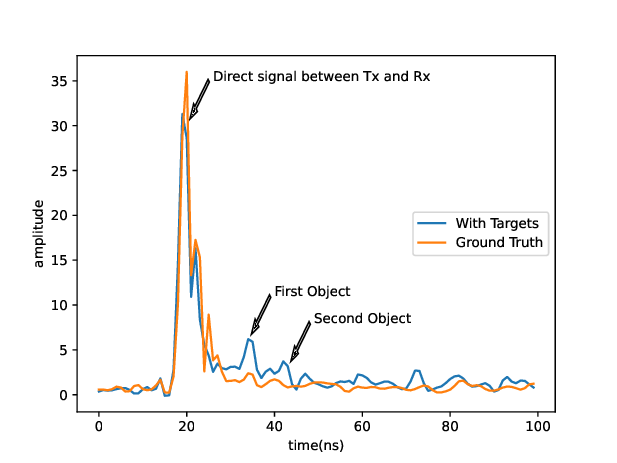 Direct signal between Tx and Rx
First Object
Second Object
With Targets
Ground Truth
amplitude
35
30
25
20
15
10
5
0
0
20
40
60
80
100
time(ns)